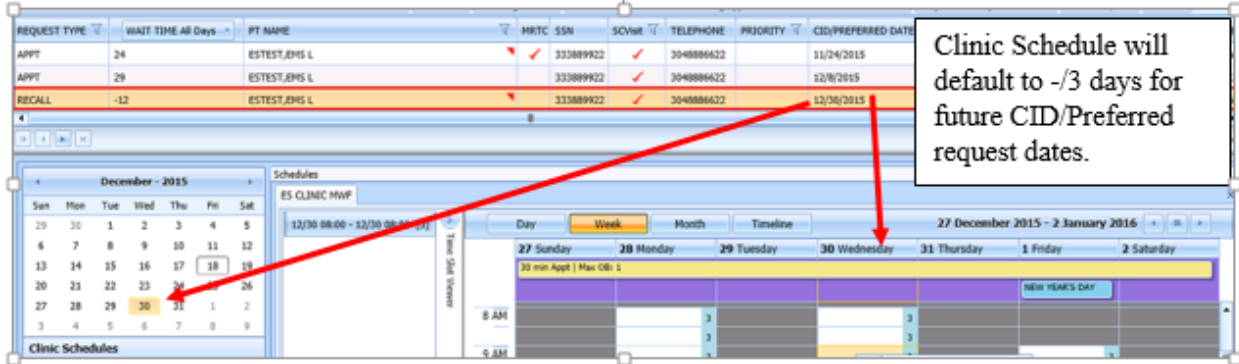 REQUEST TYPE WAIT TIME All Days PT NAME MRTC SSN SCVisit TELEPHONE PRIORITY CID/PREFERRED DATE
APPT 24 ESTEST,EMS L 333889922 3048886622 11/24/2015
APPT 29 ESTEST,EMS L 333889922 3048886622 12/8/2015
RECALL -12 ESTEST,EMS L 333889922 3048886622 12/30/2015
Clinic Schedule will
default to -/3 days for
future CID/Preferred
request dates.
December - 2015
Sun Mon Tue Wed Thu Fri Sat
29 30 1 2 3 4 5
6 7 8 9 10 11 12
13 14 15 16 17 18 19
20 21 22 23 24 25 26
27 28 29 30 31 1 2
3 4 5 6 7 8 9
Clinic Schedules
Schedules
ES CLINIC MWF
12/30 08:00 - 12/30 08:00
Time Slot Viewer
Day Week Month Timeline 27 December 2015 - 2 January 2016
27 Sunday 28 Monday 29 Tuesday 30 Wednesday 31 Thursday 1 Friday 2 Saturday
30 min Appt | Max OB: 1
NEW YEAR'S DAY
8 AM 3 3
3 3
9 AM